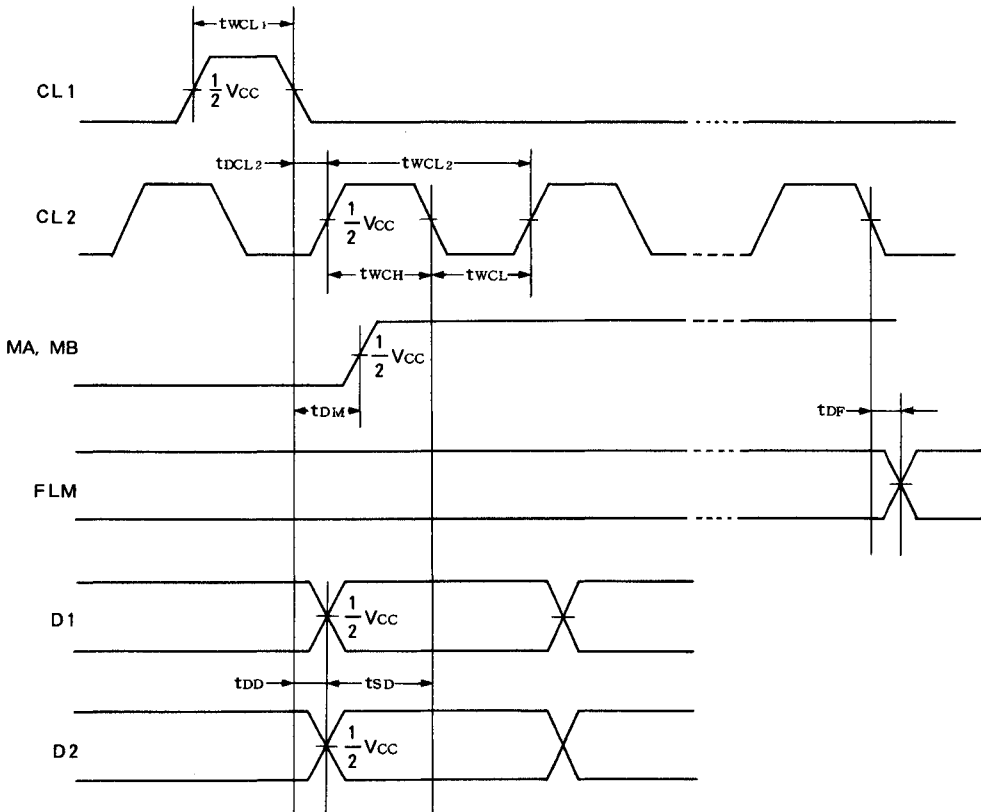 tWCL1
CL1
1/2 VCC
tDCL2
tWCL2
CL2
1/2 VCC
tWCH
tWCL
MA, MB
1/2 VCC
tDM
tDF
FLM
D1
1/2 VCC
tDD
tSD
D2
1/2 VCC